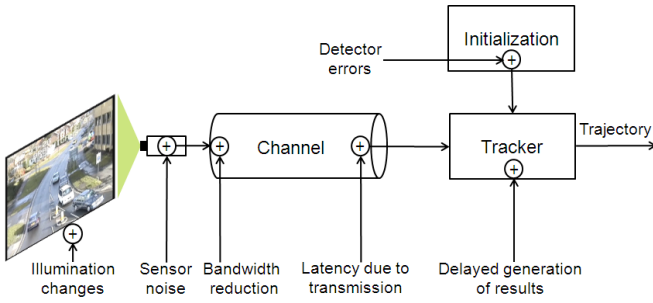 Initialization
Detector
errors
Channel
Tracker
Trajectory
Illumination
changes
Sensor
noise
Bandwidth
reduction
Latency due to
transmission
Delayed generation
of results